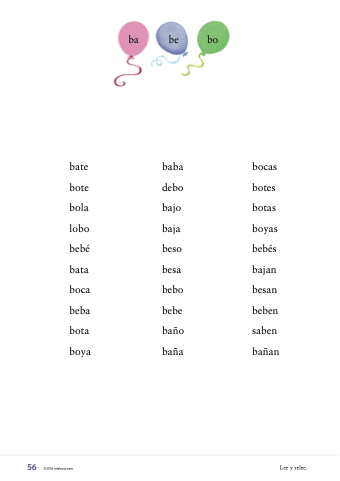 ba be bo
bate baba bocas
bote debo botes
bola bajo botas
lobo baja boyas
bebé beso bebés
bata besa bajan
boca bebo besan
beba bebe beben
bota baño saben
boya baña bañan
56
Lee y relee.